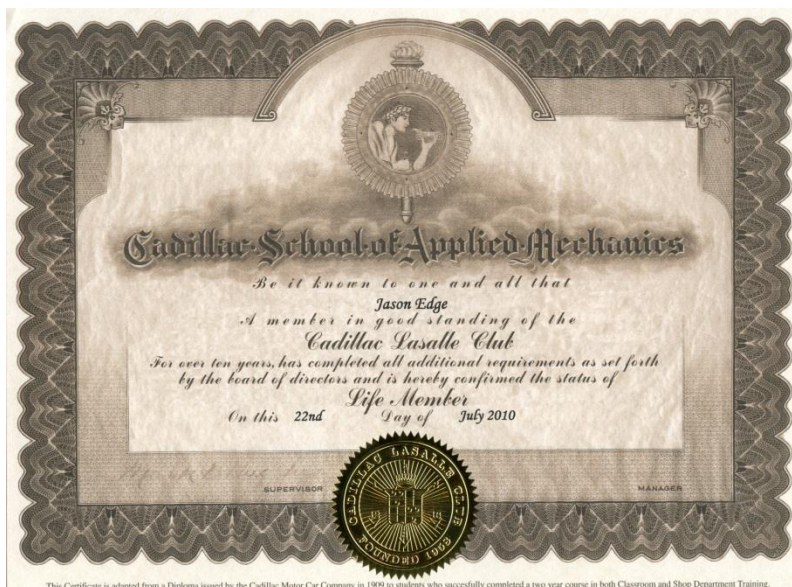 Cadillac-School-of-Applied-Mechanics
Be it known to one and all that
Jason Edge
A member in good standing of the
Cadillac Lasalle Club
For over ten years, has completed all additional requirements as set forth
by the board of directors and is hereby confirmed the status of
Life Member
On this 22nd Day of July 2010
SUPERVISOR
MANAGER
CADILLAC LASALLE CLUB
FOUNDED 1958
This Certificate is adapted from a Diploma issued by the Cadillac Motor Car Company in 1909 to students who succesfully completed a two year course in both Classroom and Shop Department Training.